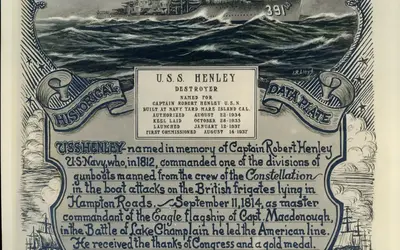 391
U.S.S. HENLEY
DESTROYER
NAMED FOR
CAPTAIN ROBERT HENLEY U.S.N.
BUILT AT NAVY YARD MARE ISLAND CAL.
AUTHORIZED AUGUST 13 1934
KEEL LAID OCTOBER 28 1935
LAUNCHED JANUARY 12 1937
FIRST COMMISSIONED AUGUST 14 1937
HISTORICAL
DATA PLATE
USS HENLEY-named in memory of Captain Robert Henley
U.S Navy, who, in 1812, commanded one of the divisions of
gunboats manned from the crew of the Constellation
in the boat attacks on the British frigates lying in
Hampton Roads. — September 11, 1814, as master
commandant of the Eagle flagship of Capt. Macdonough,
in the Battle of Lake Champlain he led the American line.
He received the thanks of Congress and a gold medal.